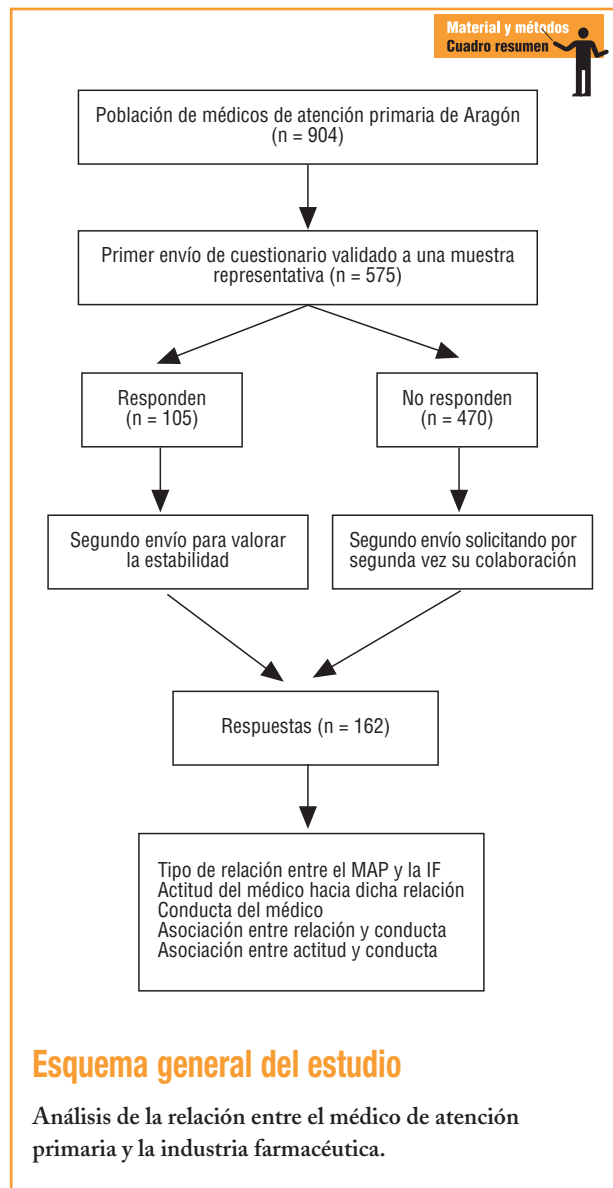 Material y métodos
Cuadro resumen
Población de médicos de atención primaria de Aragón
(n = 904)
Primer envío de cuestionario validado a una muestra
representativa (n = 575)
Responden
(n = 105)
No responden
(n = 470)
Segundo envío para valorar
la estabilidad
Segundo envío solicitando por
segunda vez su colaboración
Respuestas (n = 162)
Tipo de relación entre el MAP y la IF
Actitud del médico hacia dicha relación
Conducta del médico
Asociación entre relación y conducta
Asociación entre actitud y conducta
Esquema general del estudio
Análisis de la relación entre el médico de atención
primaria y la industria farmacéutica.